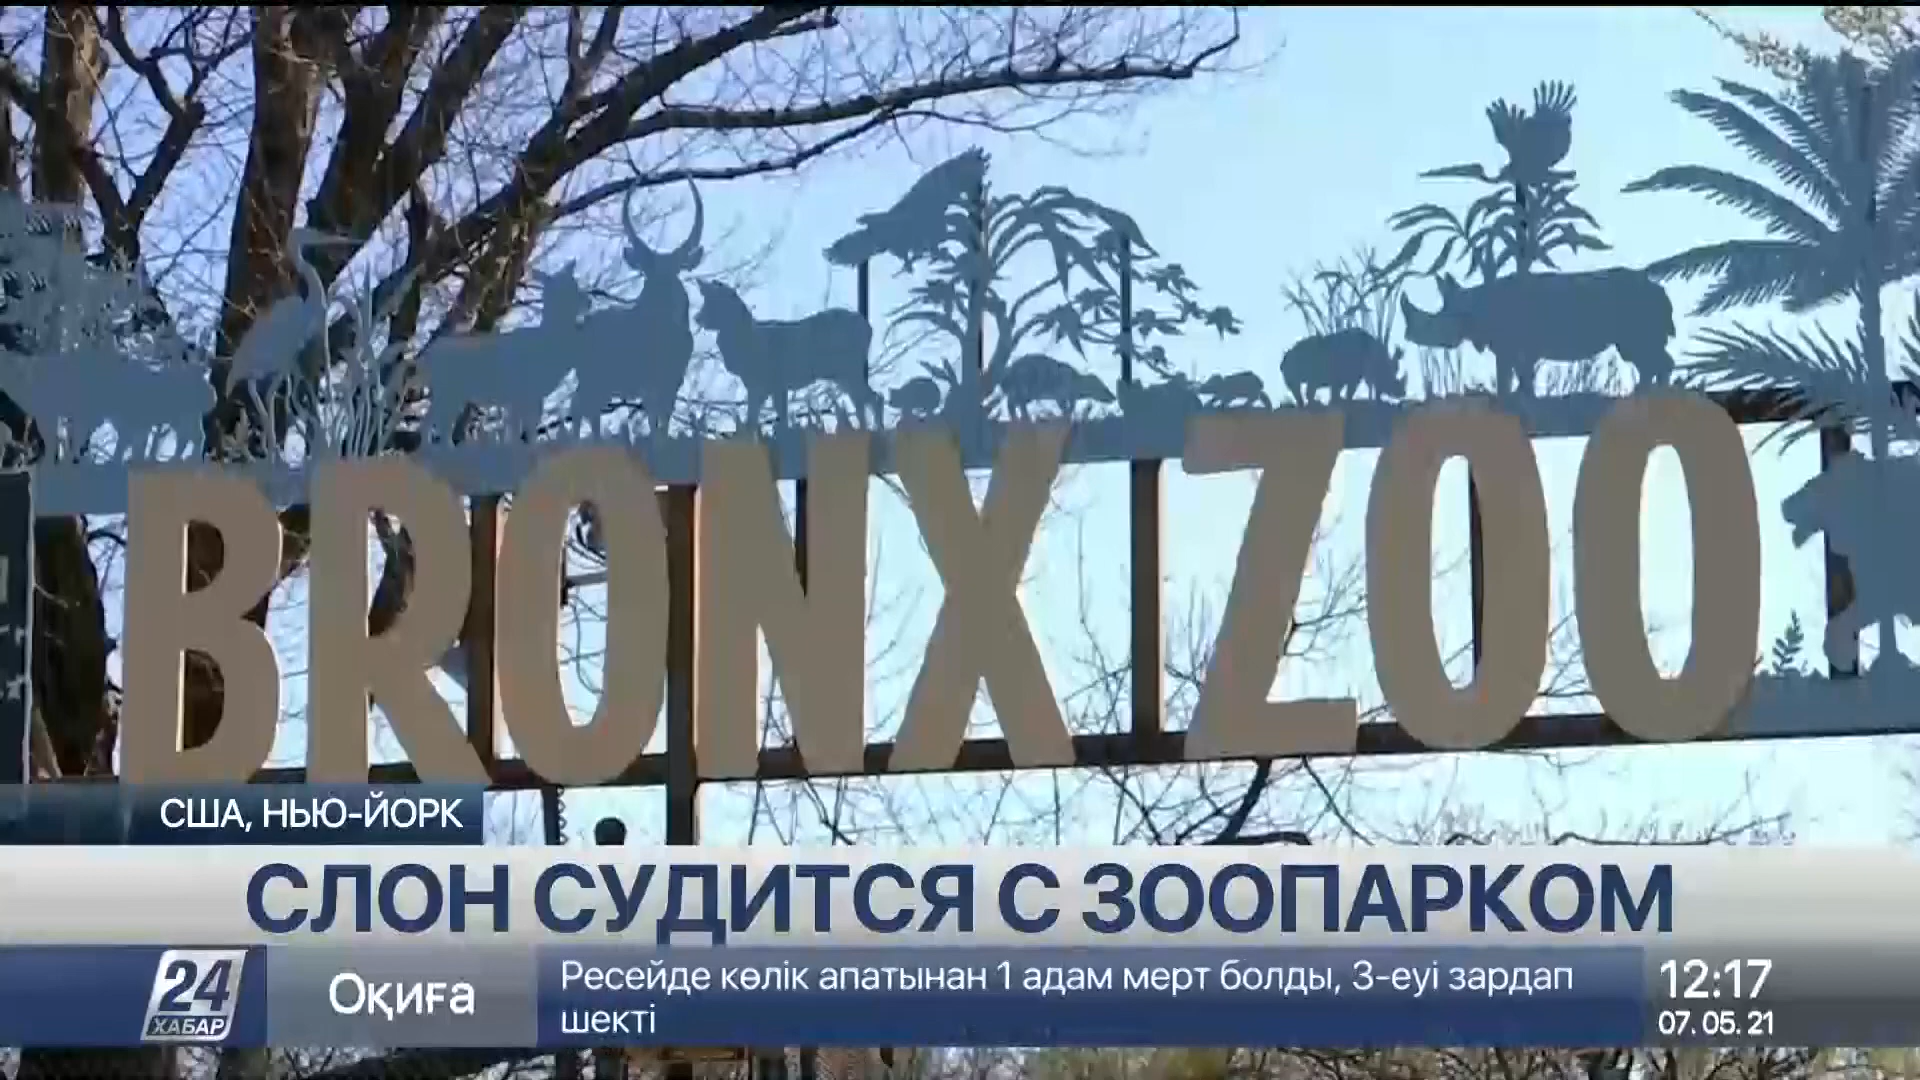 BRONX ZOO
США, НЬЮ-ЙОРК
СЛОН СУДИТСЯ С ЗООПАРКОМ
24
ХАБАР
Оқиға
Ресейде көлік апатынан 1 адам мерт болды, 3-еуі зардап
шекті
12:17
07. 05. 21